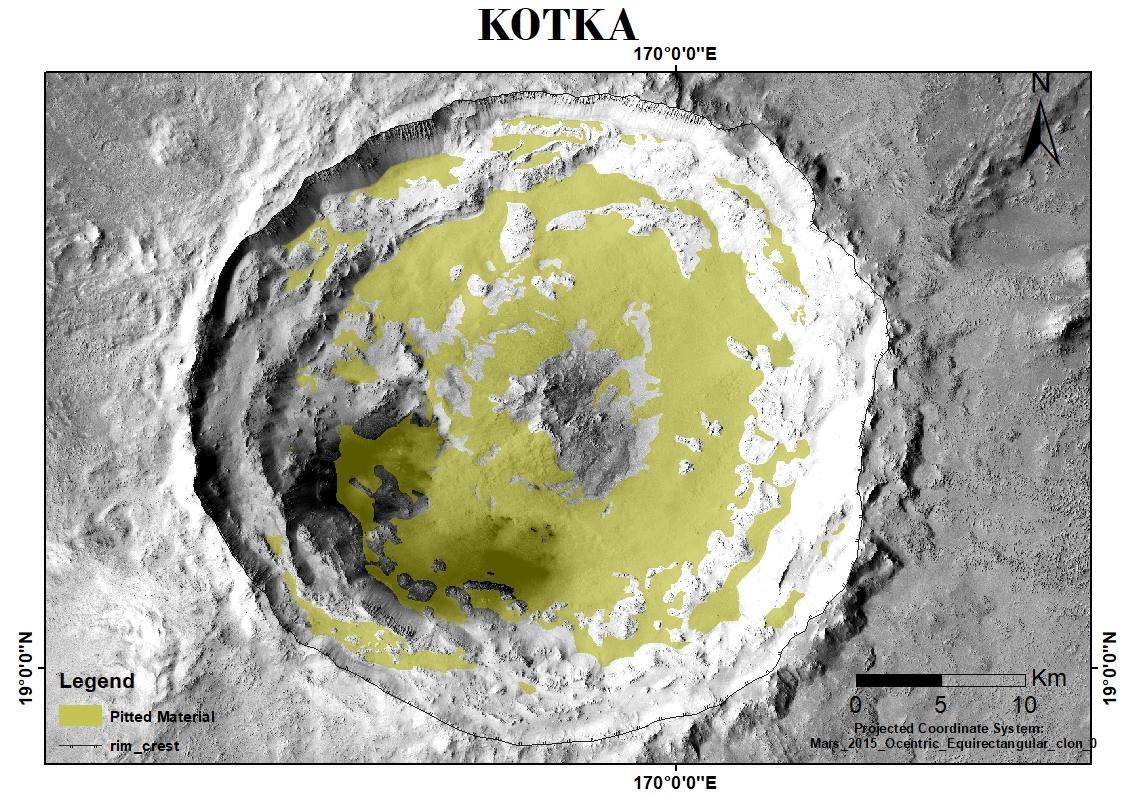 KOTKA
170°0'0"E
N
19°0'0"N
19°0'0"N
Legend
Pitted Material
rim_crest
Km
0 5 10
Projected Coordinate System:
Mars_2015_Ocentric_Equirectangular_clon_0
170°0'0"E